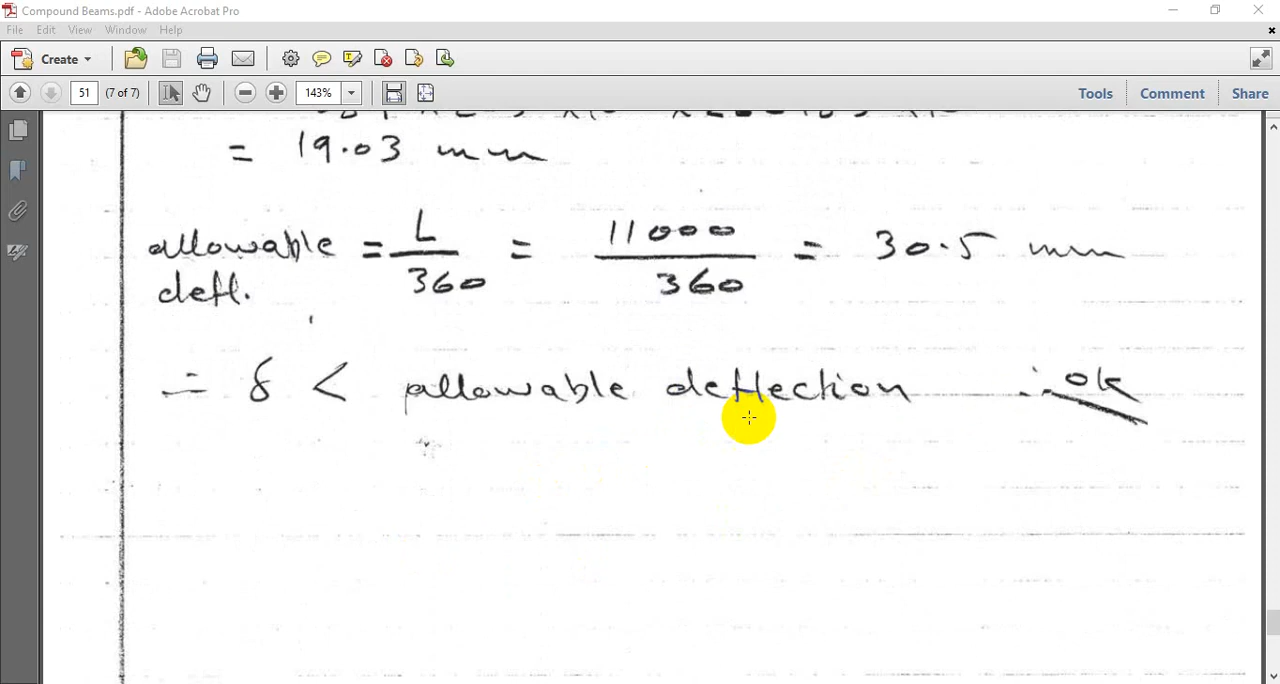 Compound Beams.pdf - Adobe Acrobat Pro
File Edit View Window Help
Create
51 (7 of 7) 143% Tools Comment Share
= 19.03 mm
allowable defl. = L/360 = 11000/360 = 30.5 mm
∴ δ < allowable deflection ∴ ok